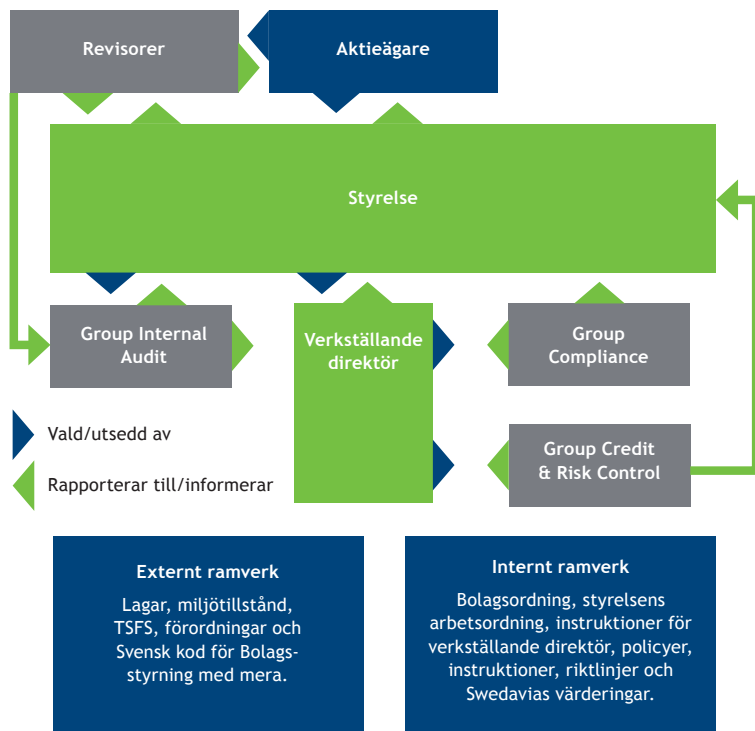 Revisorer
Aktieägare
Styrelse
Group Internal
Audit
Verkställande
direktör
Group
Compliance
Vald/utsedd av
Rapporterar till/informerar
Group Credit
& Risk Control
Externt ramverk
Lagar, miljötillstånd,
TSFS, förordningar och
Svensk kod för Bolags-
styrning med mera.
Internt ramverk
Bolagsordning, styrelsens
arbetsordning, instruktioner för
verkställande direktör, policyer,
instruktioner, riktlinjer och
Swedavias värderingar.